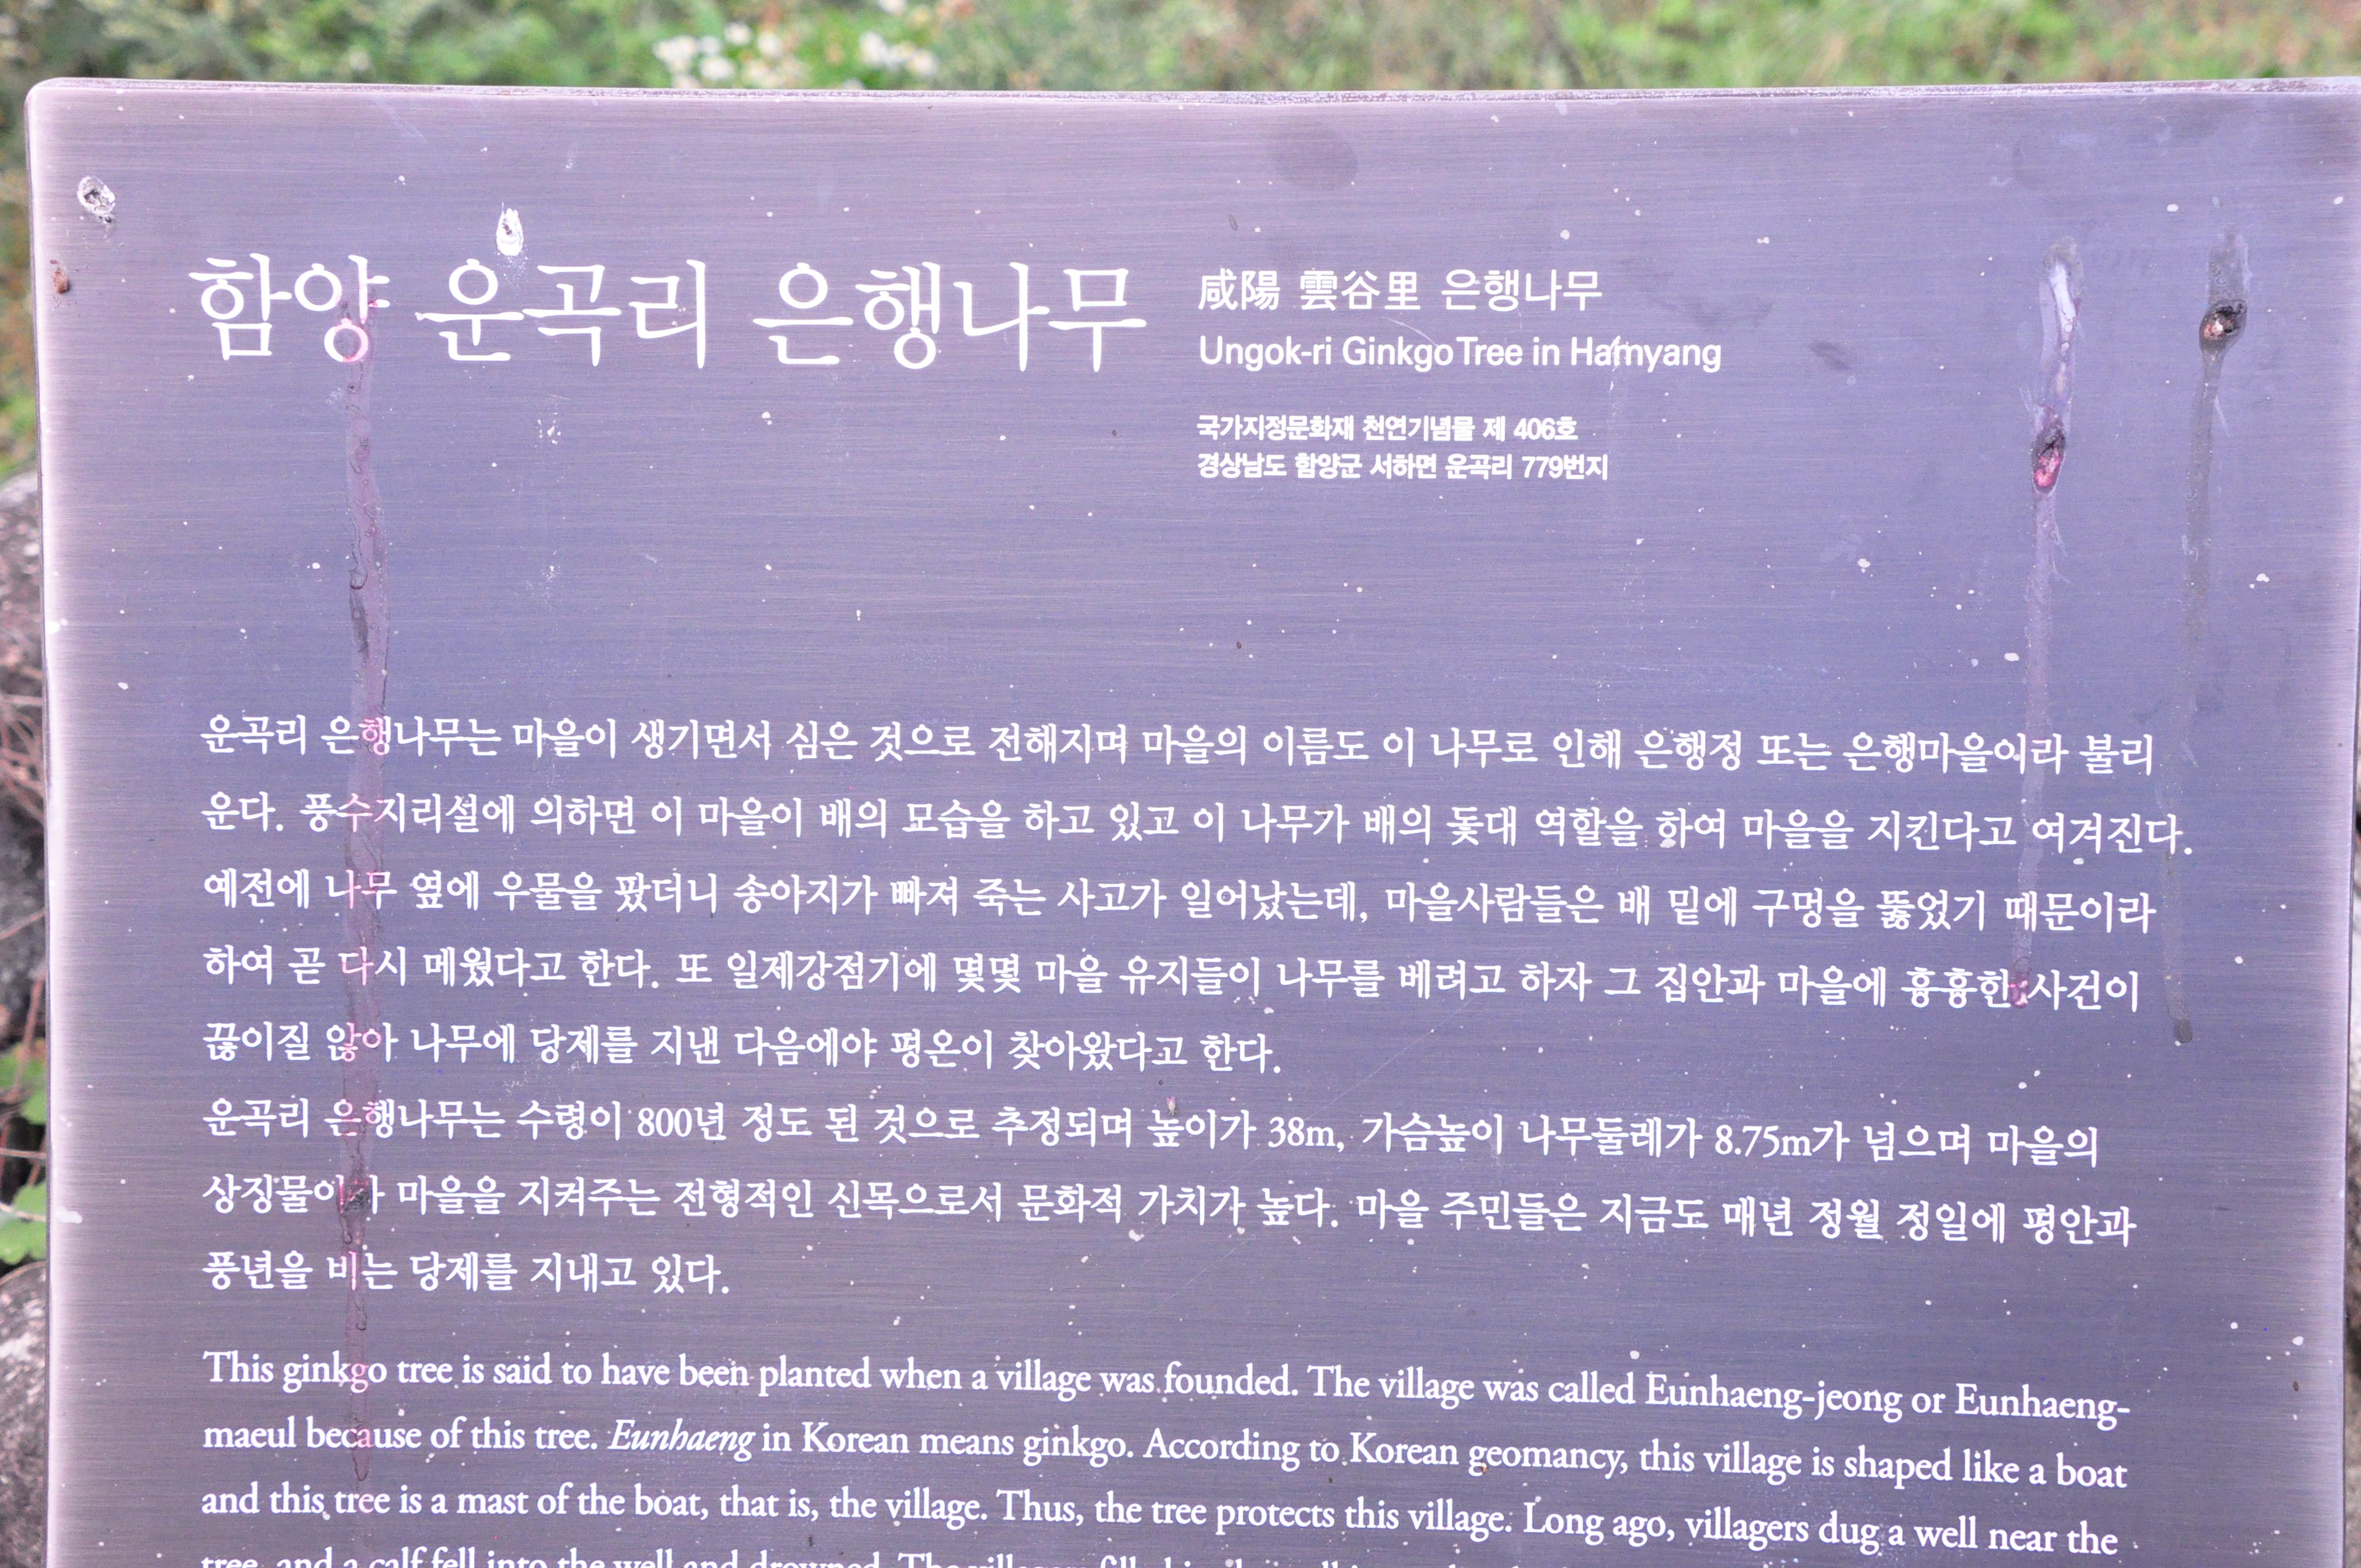 함양 운곡리 은행나무
咸陽 雲谷里 은행나무
Ungok-ri Ginkgo Tree in Hamyang
국가지정문화재 천연기념물 제 406호
경상남도 함양군 서하면 운곡리 779번지
운곡리 은행나무는 마을이 생기면서 심은 것으로 전해지며 마을의 이름도 이 나무로 인해 은행정 또는 은행마을이라 불리
운다. 풍수지리설에 의하면 이 마을이 배의 모습을 하고 있고 이 나무가 배의 돛대 역할을 하여 마을을 지킨다고 여겨진다.
예전에 나무 옆에 우물을 팠더니 송아지가 빠져 죽는 사고가 일어났는데, 마을사람들은 배 밑에 구멍을 뚫었기 때문이라
하여 곧 다시 메웠다고 한다. 또 일제강점기에 몇몇 마을 유지들이 나무를 베려고 하자 그 집안과 마을에 흉흉한 사건이
끊이질 않아 나무에 당제를 지낸 다음에야 평온이 찾아왔다고 한다.
운곡리 은행나무는 수령이 800년 정도 된 것으로 추정되며 높이가 38m, 가슴높이 나무둘레가 8.75m가 넘으며 마을의
상징물이자 마을을 지켜주는 전형적인 신목으로서 문화적 가치가 높다. 마을 주민들은 지금도 매년 정월 정일에 평안과
풍년을 비는 당제를 지내고 있다.
This ginkgo tree is said to have been planted when a village was founded. The village was called Eunhaeng-jeong or Eunhaeng-
maeul because of this tree. Eunhaeng in Korean means ginkgo. According to Korean geomancy, this village is shaped like a boat
and this tree is a mast of the boat, that is, the village. Thus, the tree protects this village. Long ago, villagers dug a well near the
tree, and a calf fell into the well and drowned. The villagers